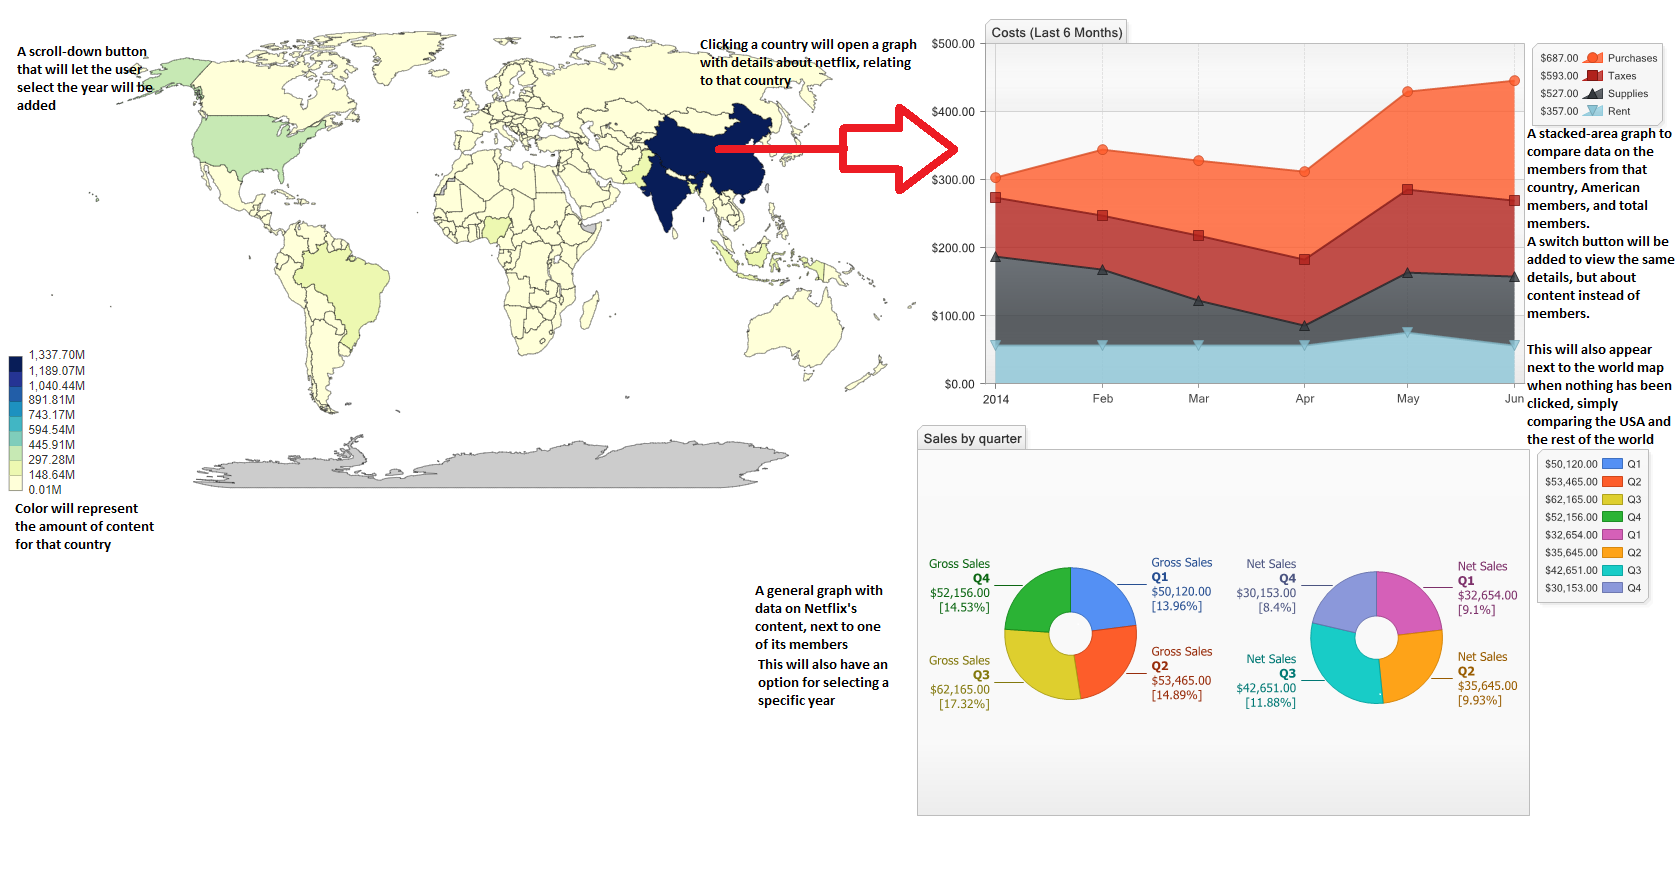 A scroll-down button
that will let the user
select the year will be
added
Clicking a country will open a graph
with details about netflix, relating
to that country
1,337.70M
1,189.07M
1,040.44M
891.81M
743.17M
594.54M
445.91M
297.28M
148.64M
0.01M
Color will represent
the amount of content
for that country
Costs (Last 6 Months)
$500.00
$400.00
$300.00
$200.00
$100.00
$0.00
2014 Feb Mar Apr May Jun
$687.00 Purchases
$593.00 Taxes
$527.00 Supplies
$357.00 Rent
A stacked-area graph to
compare data on the
members from that
country, American
members, and total
members.
A switch button will be
added to view the same
details, but about
content instead of
members.
This will also appear
next to the world map
when nothing has been
clicked, simply
comparing the USA and
the rest of the world
A general graph with
data on Netflix's
content, next to one
of its members
This will also have an
option for selecting a
specific year
Sales by quarter
Gross Sales
Q4
$52,156.00
[14.53%]
Gross Sales
Q1
$50,120.00
[13.96%]
Gross Sales
Q3
$62,165.00
[17.32%]
Gross Sales
Q2
$53,465.00
[14.89%]
Net Sales
Q4
$30,153.00
[8.4%]
Net Sales
Q1
$32,654.00
[9.1%]
Net Sales
Q3
$42,651.00
[11.88%]
Net Sales
Q2
$35,645.00
[9.93%]
$50,120.00 Q1
$53,465.00 Q2
$62,165.00 Q3
$52,156.00 Q4
$32,654.00 Q1
$35,645.00 Q2
$42,651.00 Q3
$30,153.00 Q4